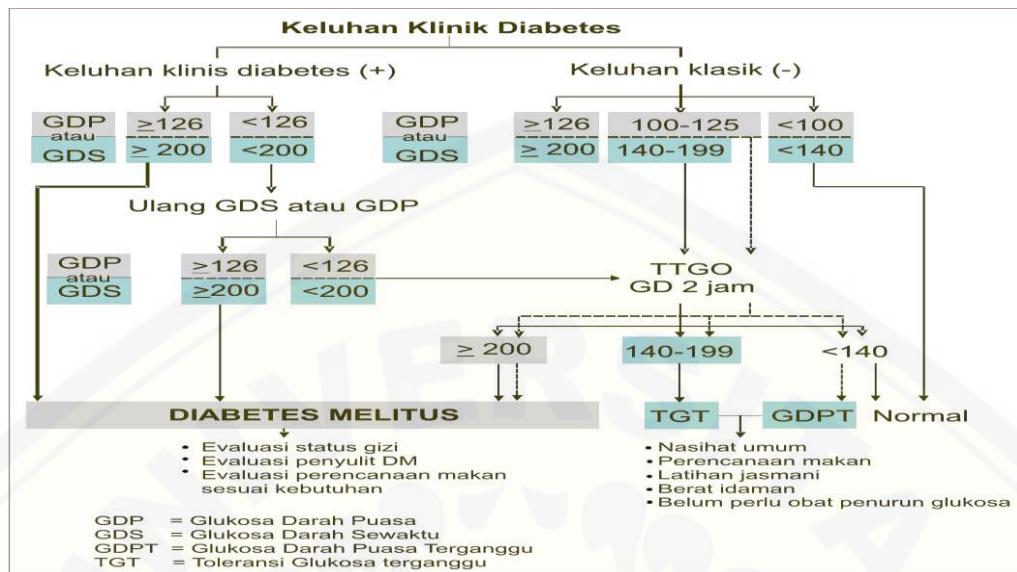 Keluhan Klinik Diabetes
Keluhan klinis diabetes (+)
Keluhan klasik (-)
GDP
atau
GDS
≥126
<126
≥ 200
<200
GDP
atau
GDS
≥126
100-125
<100
≥ 200
140-199
<140
Ulang GDS atau GDP
GDP
atau
GDS
≥126
<126
≥200
<200
TTGO
GD 2 jam
≥ 200
140-199
<140
DIABETES MELITUS
TGT
GDPT
Normal
• Evaluasi status gizi
• Evaluasi penyulit DM
• Evaluasi perencanaan makan
sesuai kebutuhan
• Nasihat umum
• Perencanaan makan
• Latihan jasmani
• Berat idaman
• Belum perlu obat penurun glukosa
GDP = Glukosa Darah Puasa
GDS = Glukosa Darah Sewaktu
GDPT = Glukosa Darah Puasa Terganggu
TGT = Toleransi Glukosa terganggu